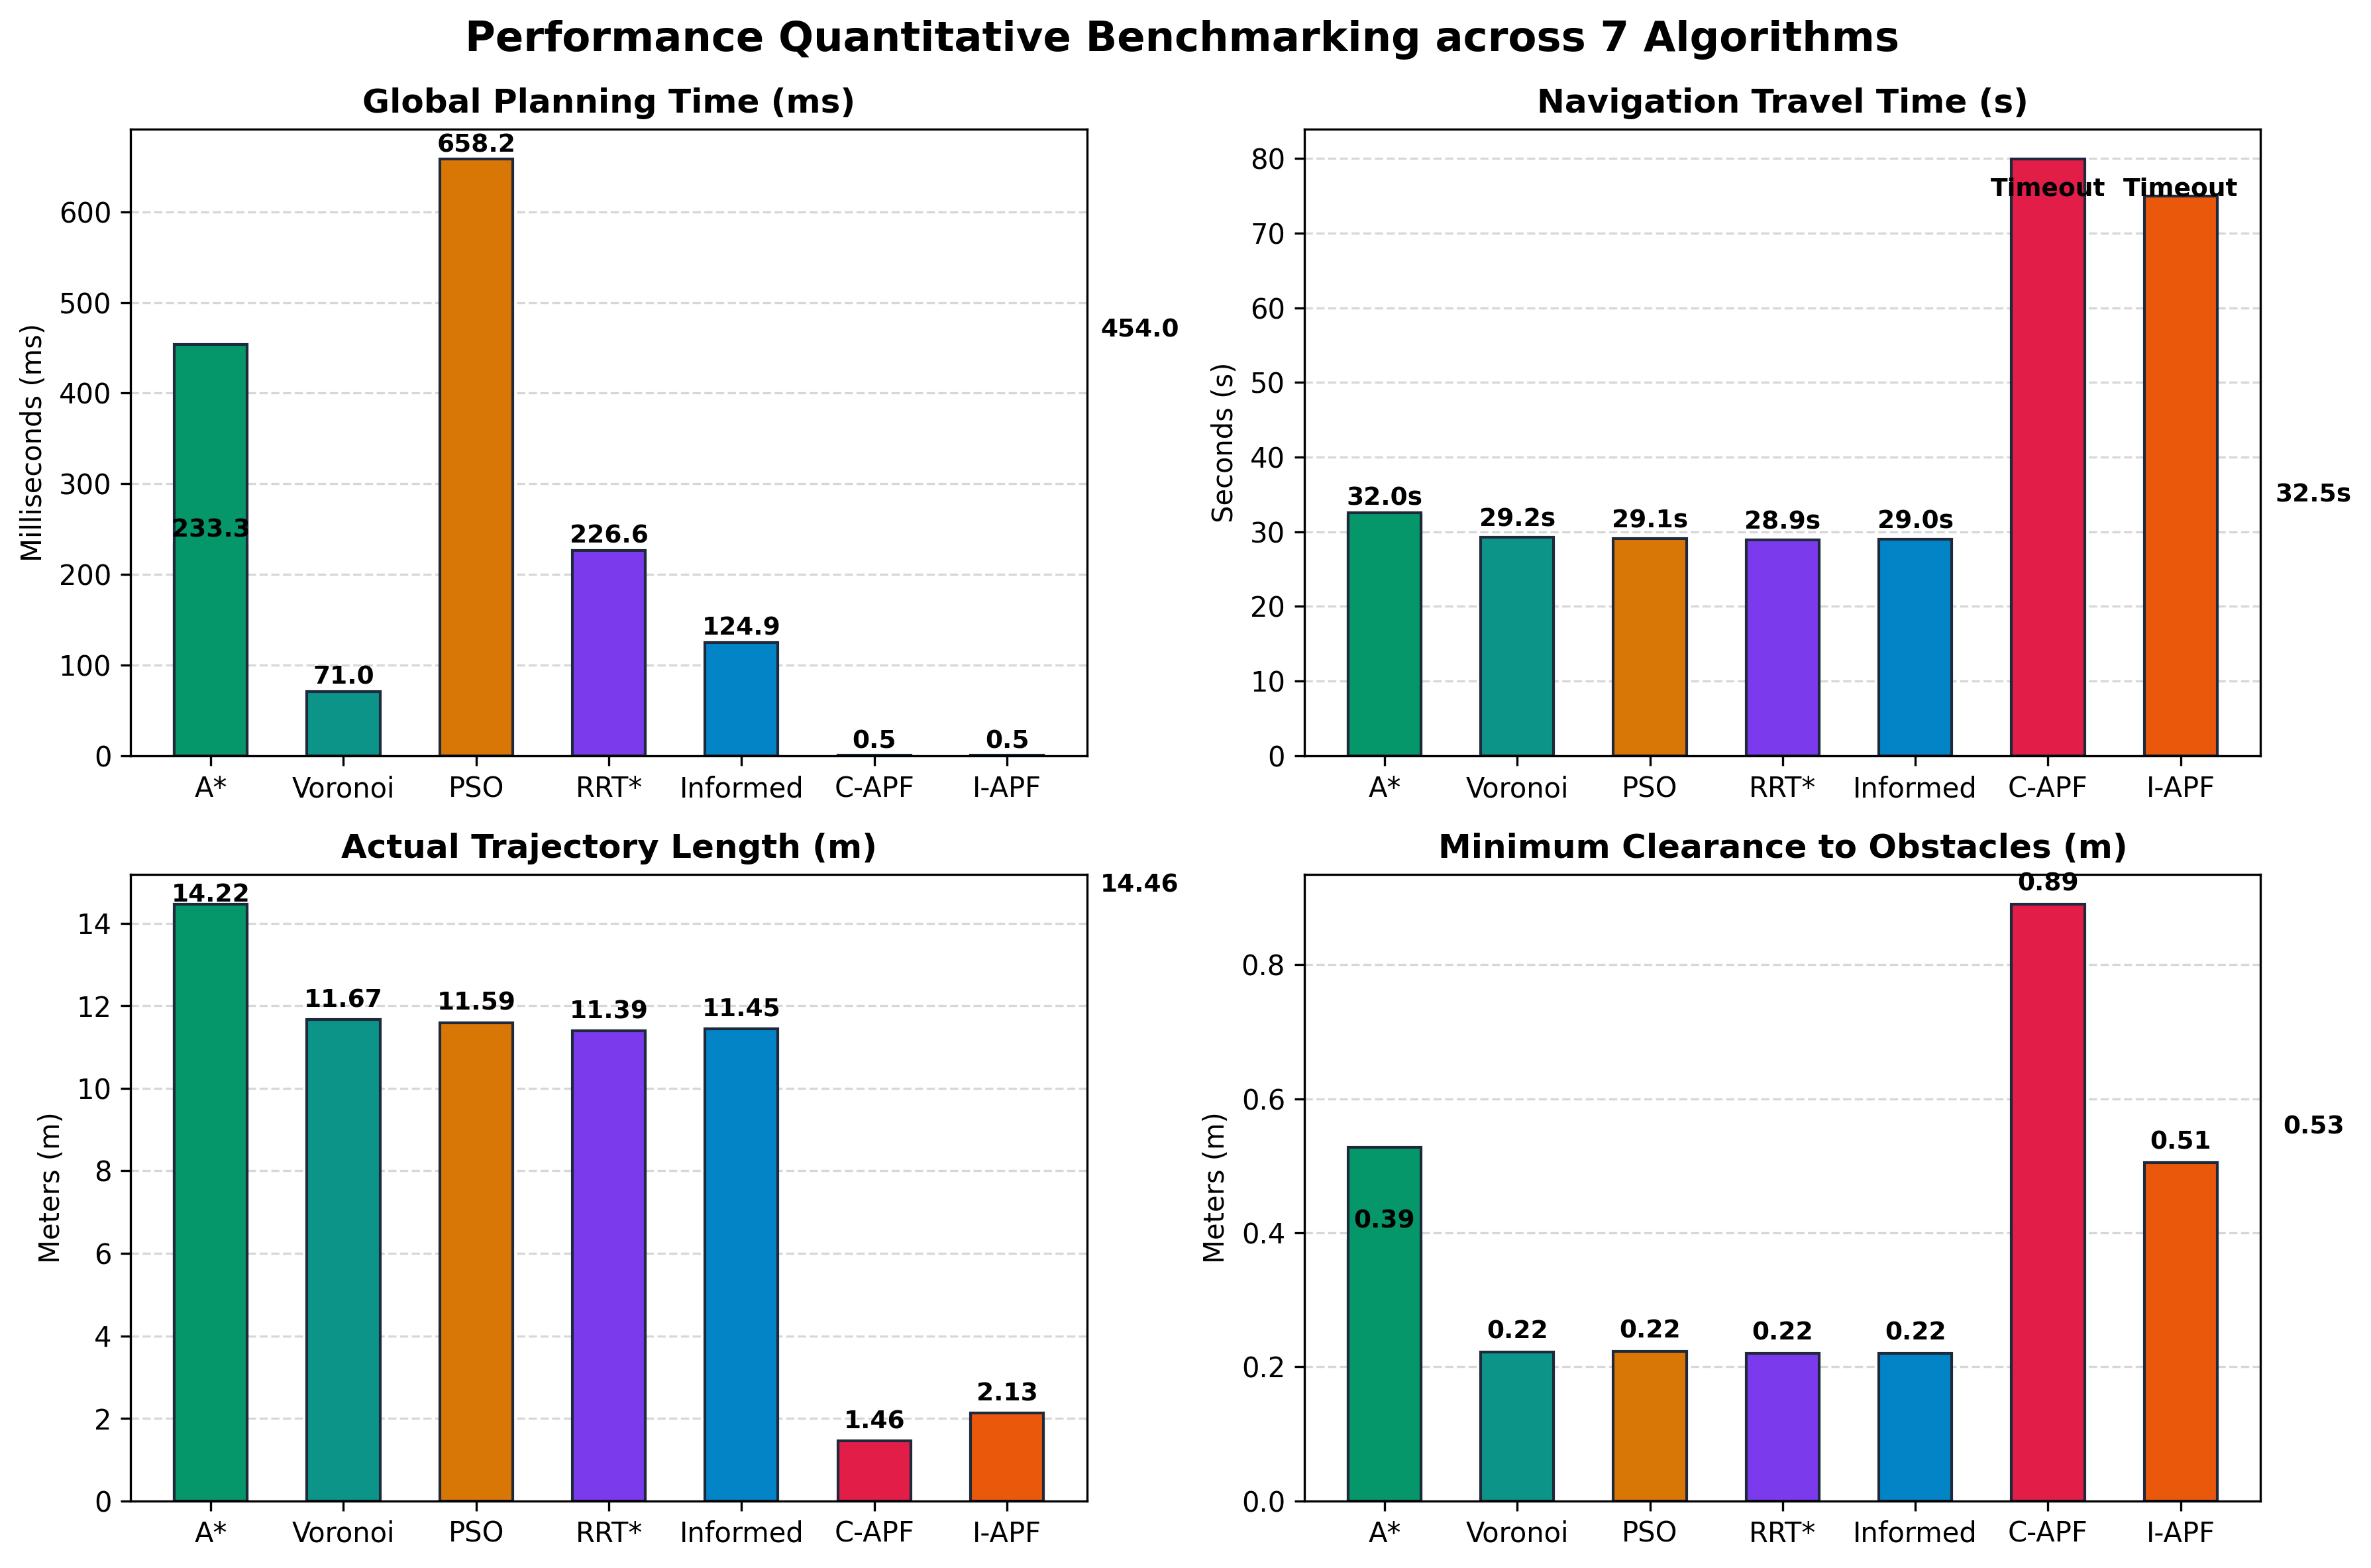 Performance Quantitative Benchmarking across 7 Algorithms
Global Planning Time (ms)
Milliseconds (ms)
600
500
400
300
200
100
0
233.3
71.0
658.2
226.6
124.9
0.5
0.5
454.0
A*
Voronoi
PSO
RRT*
Informed
C-APF
I-APF
Navigation Travel Time (s)
Seconds (s)
80
70
60
50
40
30
20
10
0
32.0s
29.2s
29.1s
28.9s
29.0s
Timeout
Timeout
32.5s
A*
Voronoi
PSO
RRT*
Informed
C-APF
I-APF
Actual Trajectory Length (m)
Meters (m)
14
12
10
8
6
4
2
0
14.22
11.67
11.59
11.39
11.45
1.46
2.13
14.46
A*
Voronoi
PSO
RRT*
Informed
C-APF
I-APF
Minimum Clearance to Obstacles (m)
Meters (m)
0.8
0.6
0.4
0.2
0.0
0.39
0.22
0.22
0.22
0.22
0.89
0.51
0.53
A*
Voronoi
PSO
RRT*
Informed
C-APF
I-APF